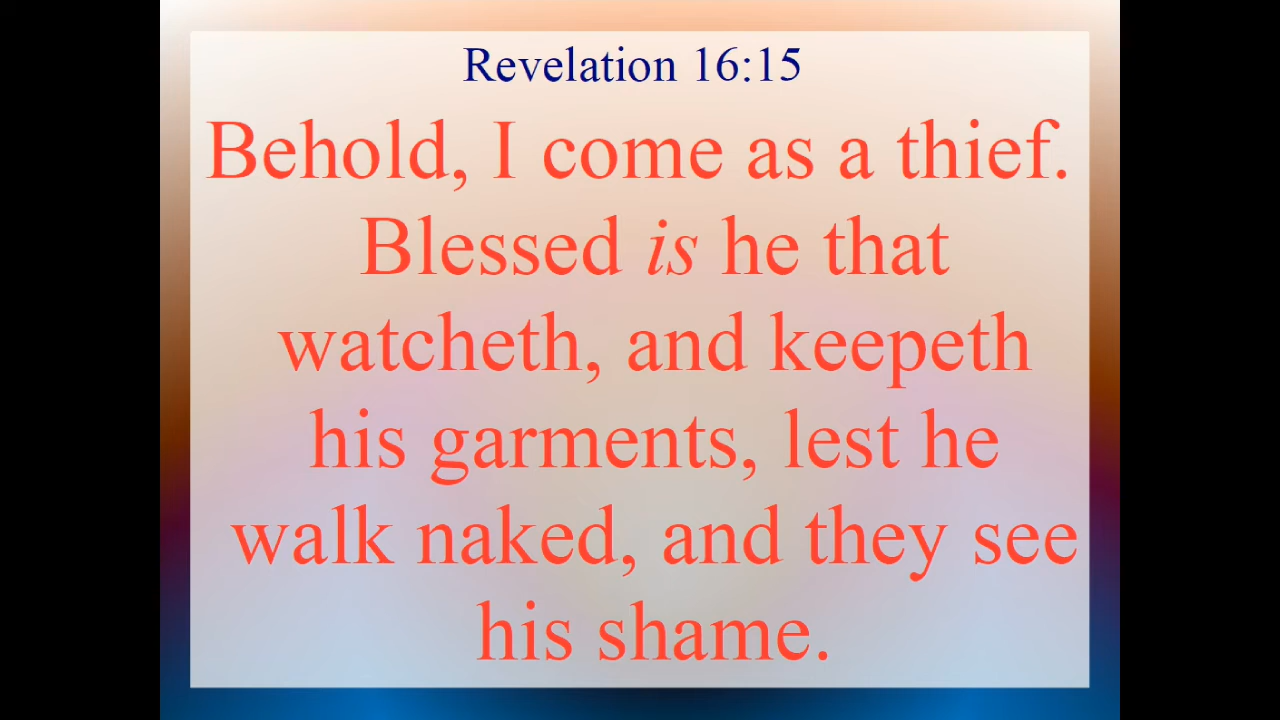 Revelation 16:15
Behold, I come as a thief.
Blessed is he that
watcheth, and keepeth
his garments, lest he
walk naked, and they see
his shame.